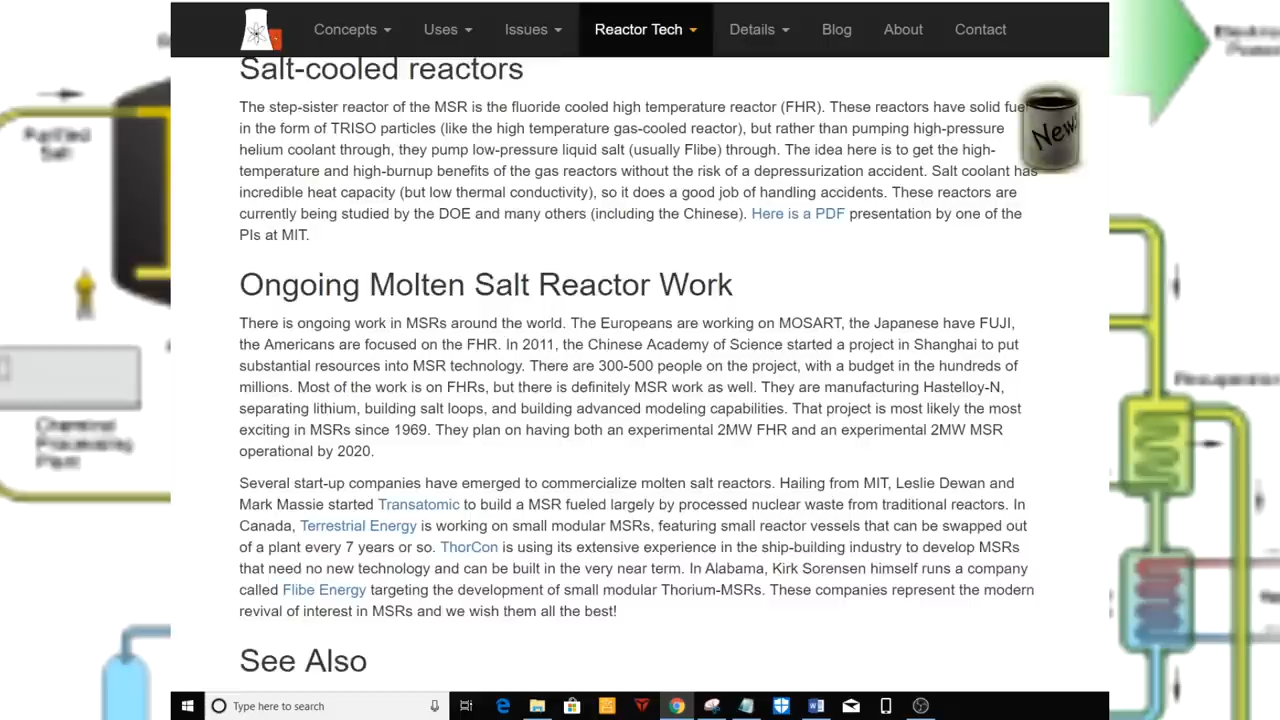 Concepts Uses Issues Reactor Tech Details Blog About Contact
Salt-cooled reactors
The step-sister reactor of the MSR is the fluoride cooled high temperature reactor (FHR). These reactors have solid fuel
in the form of TRISO particles (like the high temperature gas-cooled reactor), but rather than pumping high-pressure
helium coolant through, they pump low-pressure liquid salt (usually Flibe) through. The idea here is to get the high-
temperature and high-burnup benefits of the gas reactors without the risk of a depressurization accident. Salt coolant has
incredible heat capacity (but low thermal conductivity), so it does a good job of handling accidents. These reactors are
currently being studied by the DOE and many others (including the Chinese). Here is a PDF presentation by one of the
PIs at MIT.
New!
Ongoing Molten Salt Reactor Work
There is ongoing work in MSRs around the world. The Europeans are working on MOSART, the Japanese have FUJI,
the Americans are focused on the FHR. In 2011, the Chinese Academy of Science started a project in Shanghai to put
substantial resources into MSR technology. There are 300-500 people on the project, with a budget in the hundreds of
millions. Most of the work is on FHRs, but there is definitely MSR work as well. They are manufacturing Hastelloy-N,
separating lithium, building salt loops, and building advanced modeling capabilities. That project is most likely the most
exciting in MSRs since 1969. They plan on having both an experimental 2MW FHR and an experimental 2MW MSR
operational by 2020.
Several start-up companies have emerged to commercialize molten salt reactors. Hailing from MIT, Leslie Dewan and
Mark Massie started Transatomic to build a MSR fueled largely by processed nuclear waste from traditional reactors. In
Canada, Terrestrial Energy is working on small modular MSRs, featuring small reactor vessels that can be swapped out
of a plant every 7 years or so. ThorCon is using its extensive experience in the ship-building industry to develop MSRs
that need no new technology and can be built in the very near term. In Alabama, Kirk Sorensen himself runs a company
called Flibe Energy targeting the development of small modular Thorium-MSRs. These companies represent the modern
revival of interest in MSRs and we wish them all the best!
See Also
Type here to search
Purified
Salt
Chemical
Processing
Plant